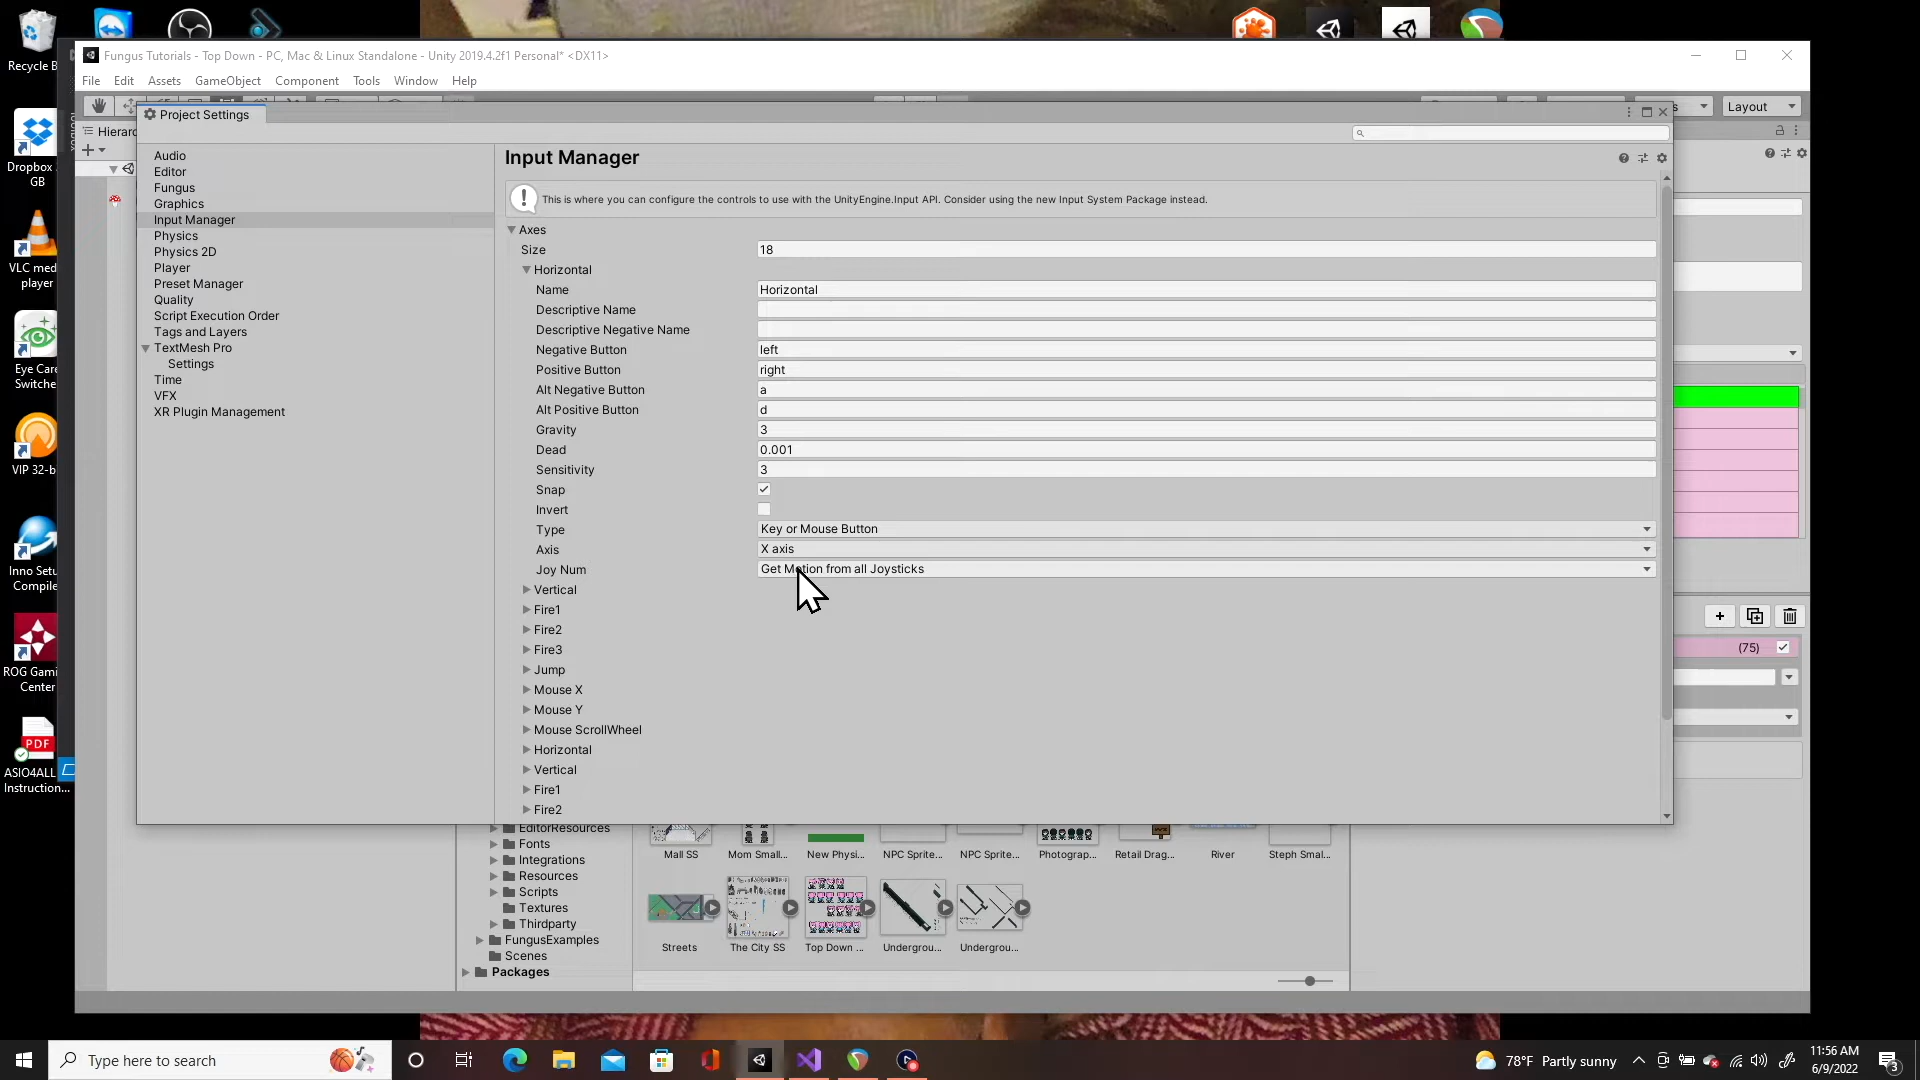 Recycle B
Fungus Tutorials - Top Down - PC, Mac & Linux Standalone - Unity 2019.4.2f1 Personal* <DX11>
File Edit Assets GameObject Component Tools Window Help
Layout
Hierarc
Project Settings
Dropbox
GB
VLC med
player
Eye Care
Switche
VIP 32-b
Inno Setu
Compile
ROG Gami
Center
PDF
ASIO4ALL
Instruction...
Audio
Editor
Fungus
Graphics
Input Manager
Physics
Physics 2D
Player
Preset Manager
Quality
Script Execution Order
Tags and Layers
TextMesh Pro
Settings
Time
VFX
XR Plugin Management
Input Manager
This is where you can configure the controls to use with the UnityEngine.Input API. Consider using the new Input System Package instead.
Axes
Size 18
Horizontal
Name Horizontal
Descriptive Name
Descriptive Negative Name
Negative Button left
Positive Button right
Alt Negative Button a
Alt Positive Button d
Gravity 3
Dead 0.001
Sensitivity 3
Snap
Invert
Type Key or Mouse Button
Axis X axis
Joy Num Get Motion from all Joysticks
Vertical
Fire1
Fire2
Fire3
Jump
Mouse X
Mouse Y
Mouse ScrollWheel
Horizontal
Vertical
Fire1
Fire2
(75)
EditorResources
Fonts
Integrations
Resources
Scripts
Textures
Thirdparty
FungusExamples
Scenes
Packages
Mall SS Mom Small... New Physi... NPC Sprite... NPC Sprite... Photograp... Retail Drag... River Steph Smal...
Streets The City SS Top Down ... Undergrou... Undergrou...
Type here to search
78°F Partly sunny
11:56 AM
6/9/2022
3